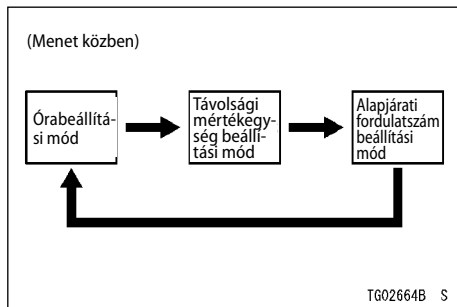 (Menet közben)
Órabeállítá-
si mód
Távolsági
mértékegy-
ség beállí-
tási mód
Alapjárati
fordulatszám
beállítási
mód
TG02664B S